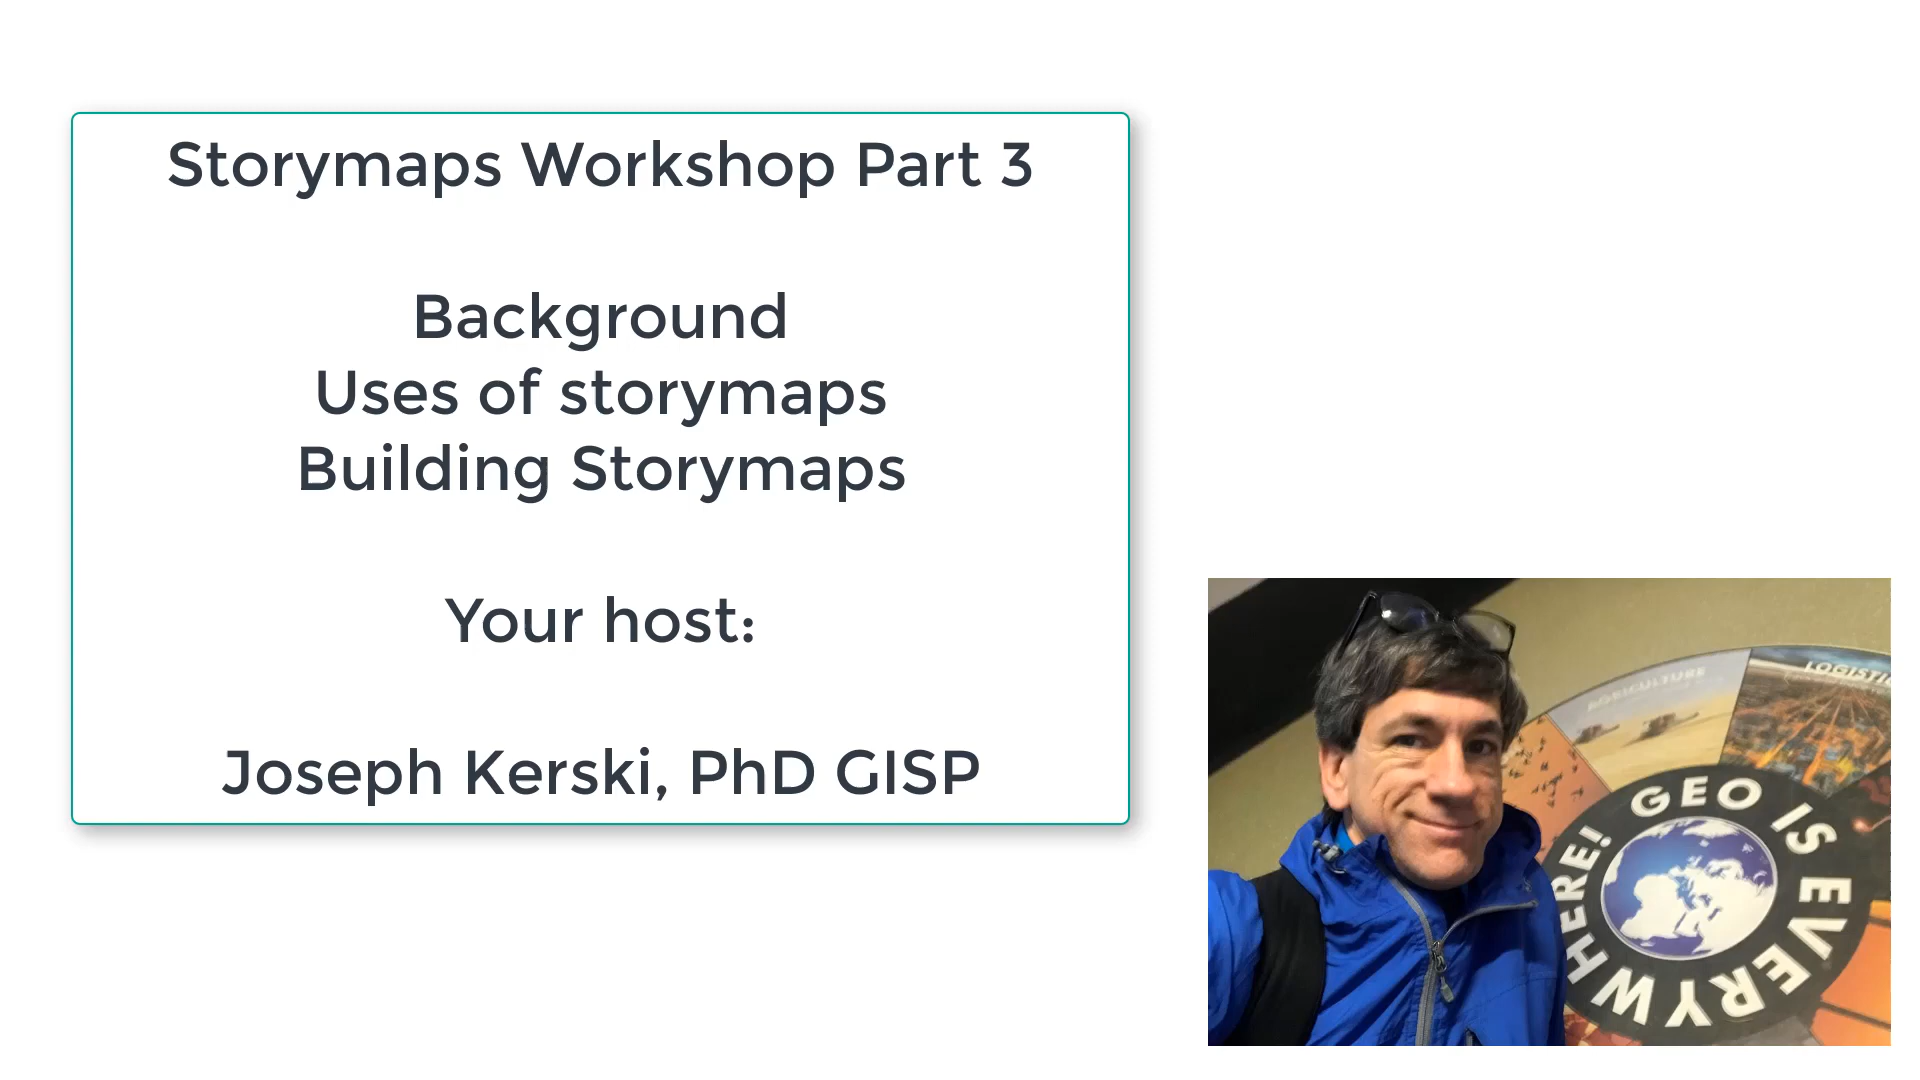 Storymaps Workshop Part 3
Background
Uses of storymaps
Building Storymaps
Your host:
Joseph Kerski, PhD GISP
AGRICULTURE
GEO IS EVERYWHERE!